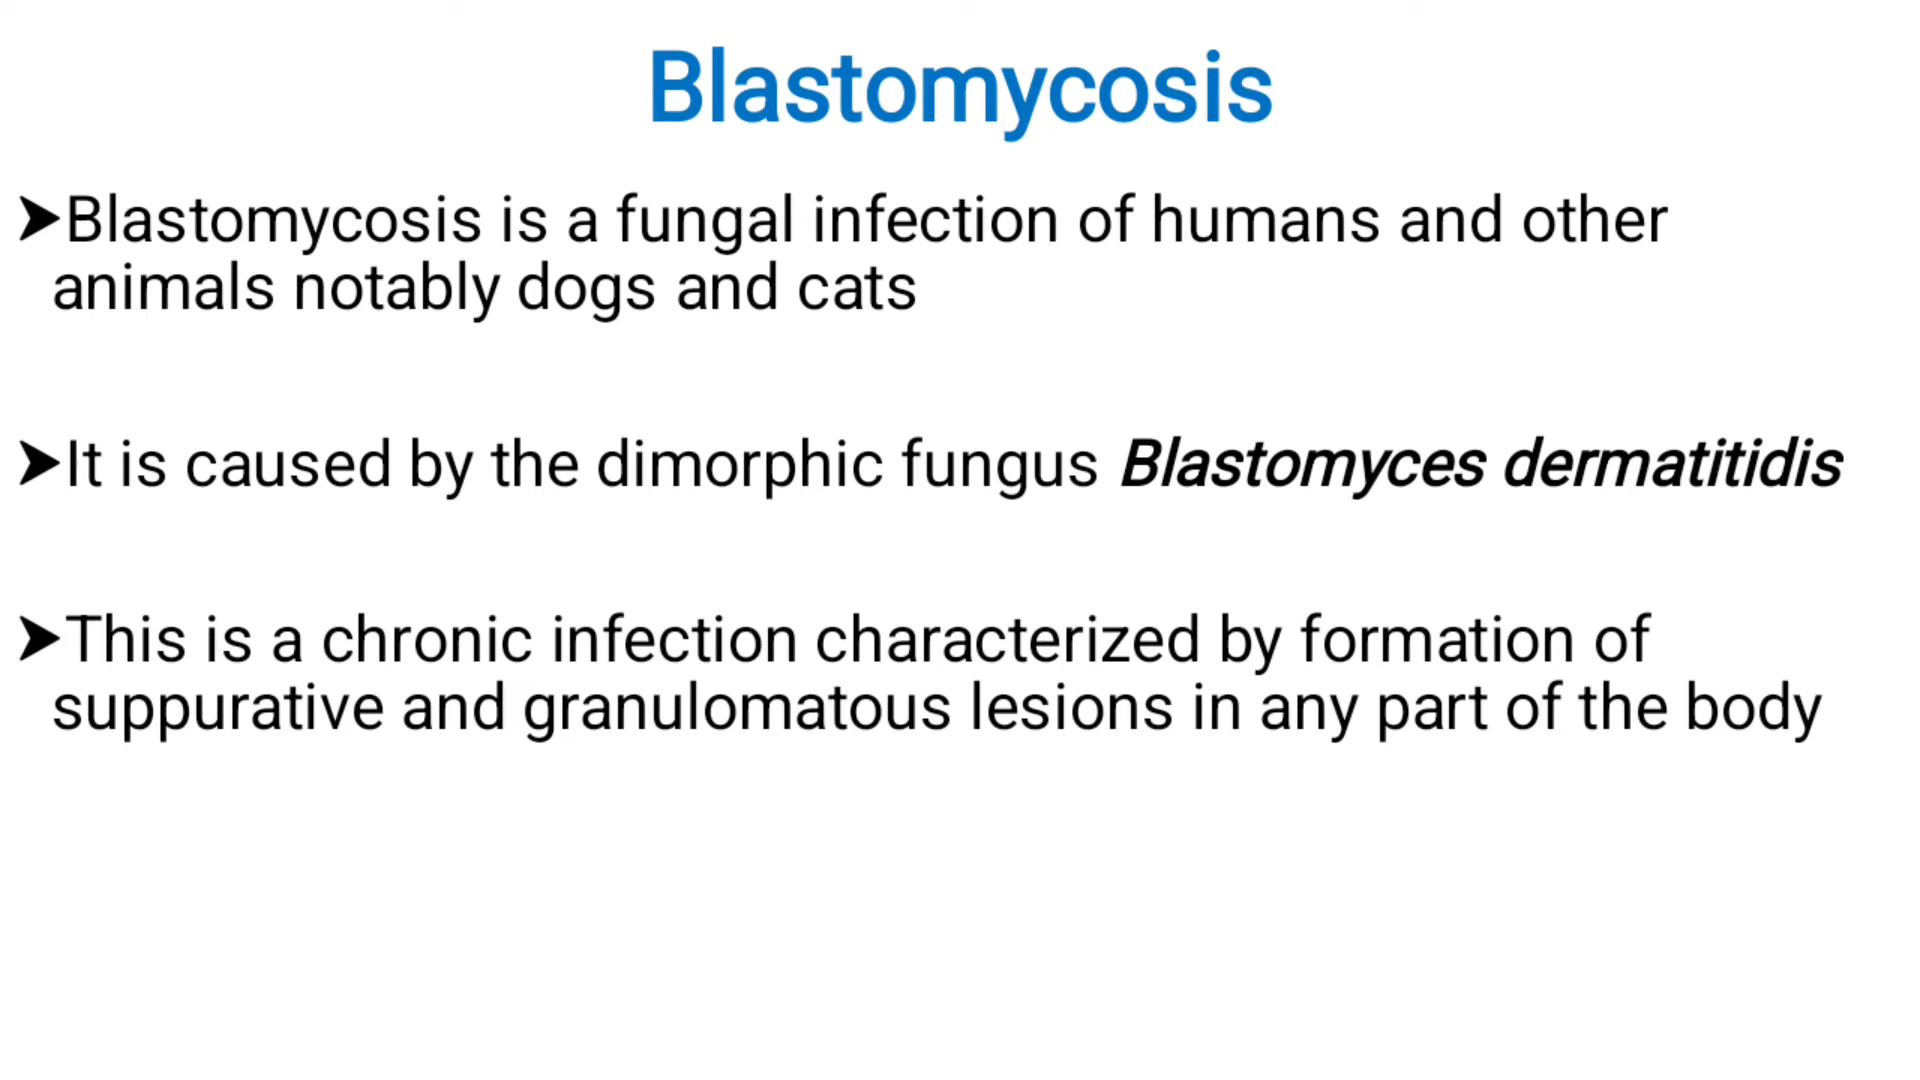 Blastomycosis
➤Blastomycosis is a fungal infection of humans and other
animals notably dogs and cats
➤It is caused by the dimorphic fungus Blastomyces dermatitidis
➤This is a chronic infection characterized by formation of
suppurative and granulomatous lesions in any part of the body